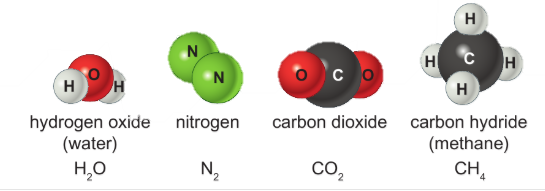 H O H
N N
O C O
H
H C H
H
hydrogen oxide
(water)
nitrogen
carbon dioxide
carbon hydride
(methane)
H₂O
N₂
CO₂
CH₄